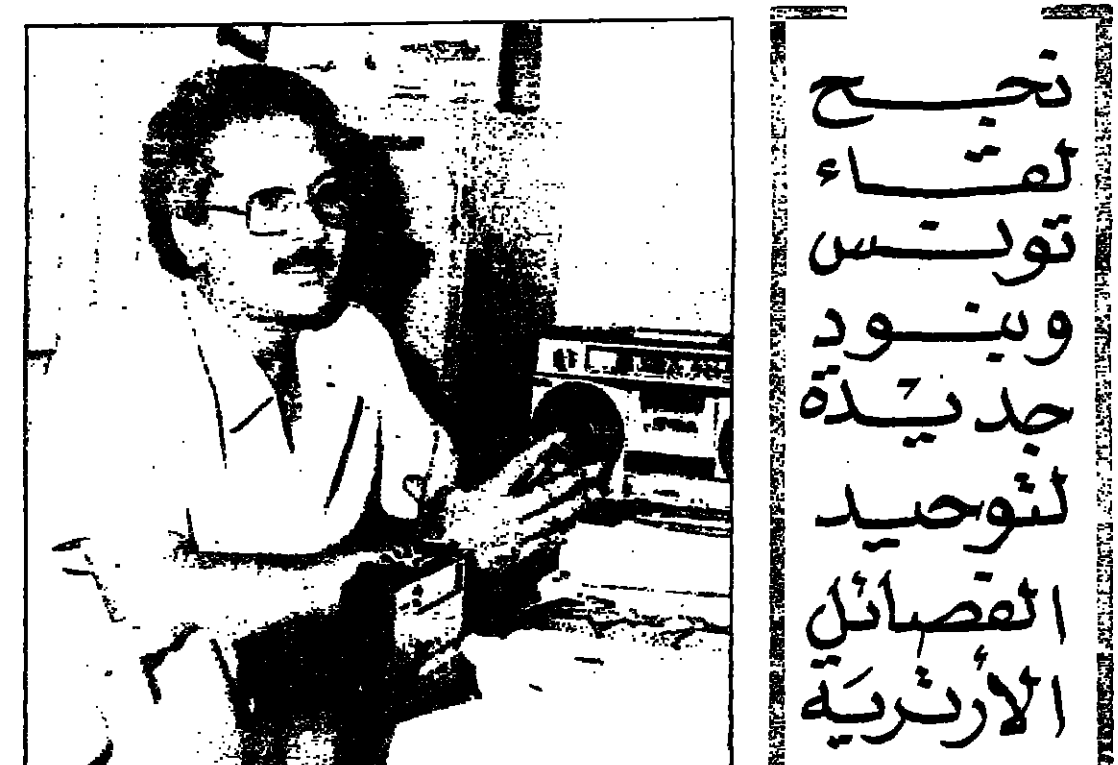 نجح
لقاء
تونس
وبنود
جديدة
لتوحيد
الفصائل
الأرترية